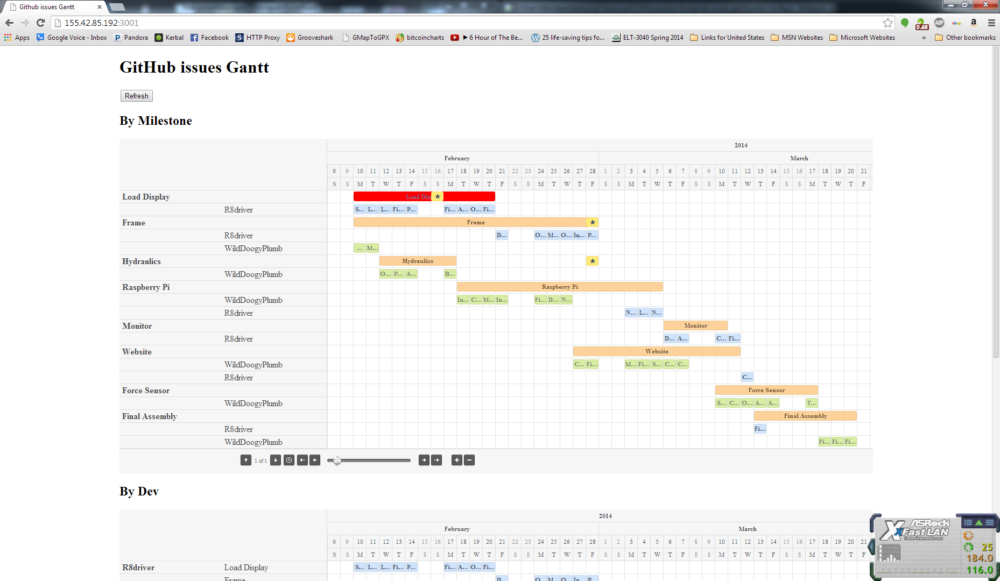 Github issues Gantt
155.42.85.192:3001
0.48 ABP ebay a
Apps Google Voice - Inbox Pandora Kerbal Facebook HTTP Proxy Grooveshark GMapToGPX bitcoincharts ▶ 6 Hour of The Be... 25 life-saving tips fo... ELT-3040 Spring 2014 Links for United States MSN Websites Microsoft Websites » Other bookmarks
GitHub issues Gantt
Refresh
By Milestone
2014
February March
8 9 10 11 12 13 14 15 16 17 18 19 20 21 22 23 24 25 26 27 28 1 2 3 4 5 6 7 8 9 10 11 12 13 14 15 16 17 18 19 20 21
S S M T W T F S S M T W T F S S M T W T F S S M T W T F S S M T W T F S S M T W T F
Load Display Load Dis
R8driver S... L... L... Fi... P... Fi... A... O... Fi...
Frame Frame
R8driver D... O... M... O... In... P...
WildDoogyPlumb ... M...
Hydraulics Hydraulics
WildDoogyPlumb O... P... A... B...
Raspberry Pi Raspberry Pi
WildDoogyPlumb In... C... M... In... Fi... D... N...
R8driver N... L... N...
Monitor Monitor
R8driver D... A... C... Fi...
Website Website
WildDoogyPlumb C... Fi... M... Fi... S... C... C...
R8driver C...
Force Sensor Force Sensor
WildDoogyPlumb S... C... O... A... A... T...
Final Assembly Final Assembly
R8driver Fi...
WildDoogyPlumb Fi... Fi... Fi...
1 of 1
By Dev
2014
February March
8 9 10 11 12 13 14 15 16 17 18 19 20 21 22 23 24 25 26 27 28 1 2 3 4 5 6 7 8 9 10 11 12 13 14 15 16 17 18 19 20 21
S S M T W T F S S M T W T F S S M T W T F S S M T W T F S S M T W T F S S M T W T F
R8driver Load Display S... L... L... Fi... P... Fi... A... O... Fi...
Frame D... O... M... O... In... P...
ASRock
XFast LAN
Faster Internet Access
25
184.0
116.0